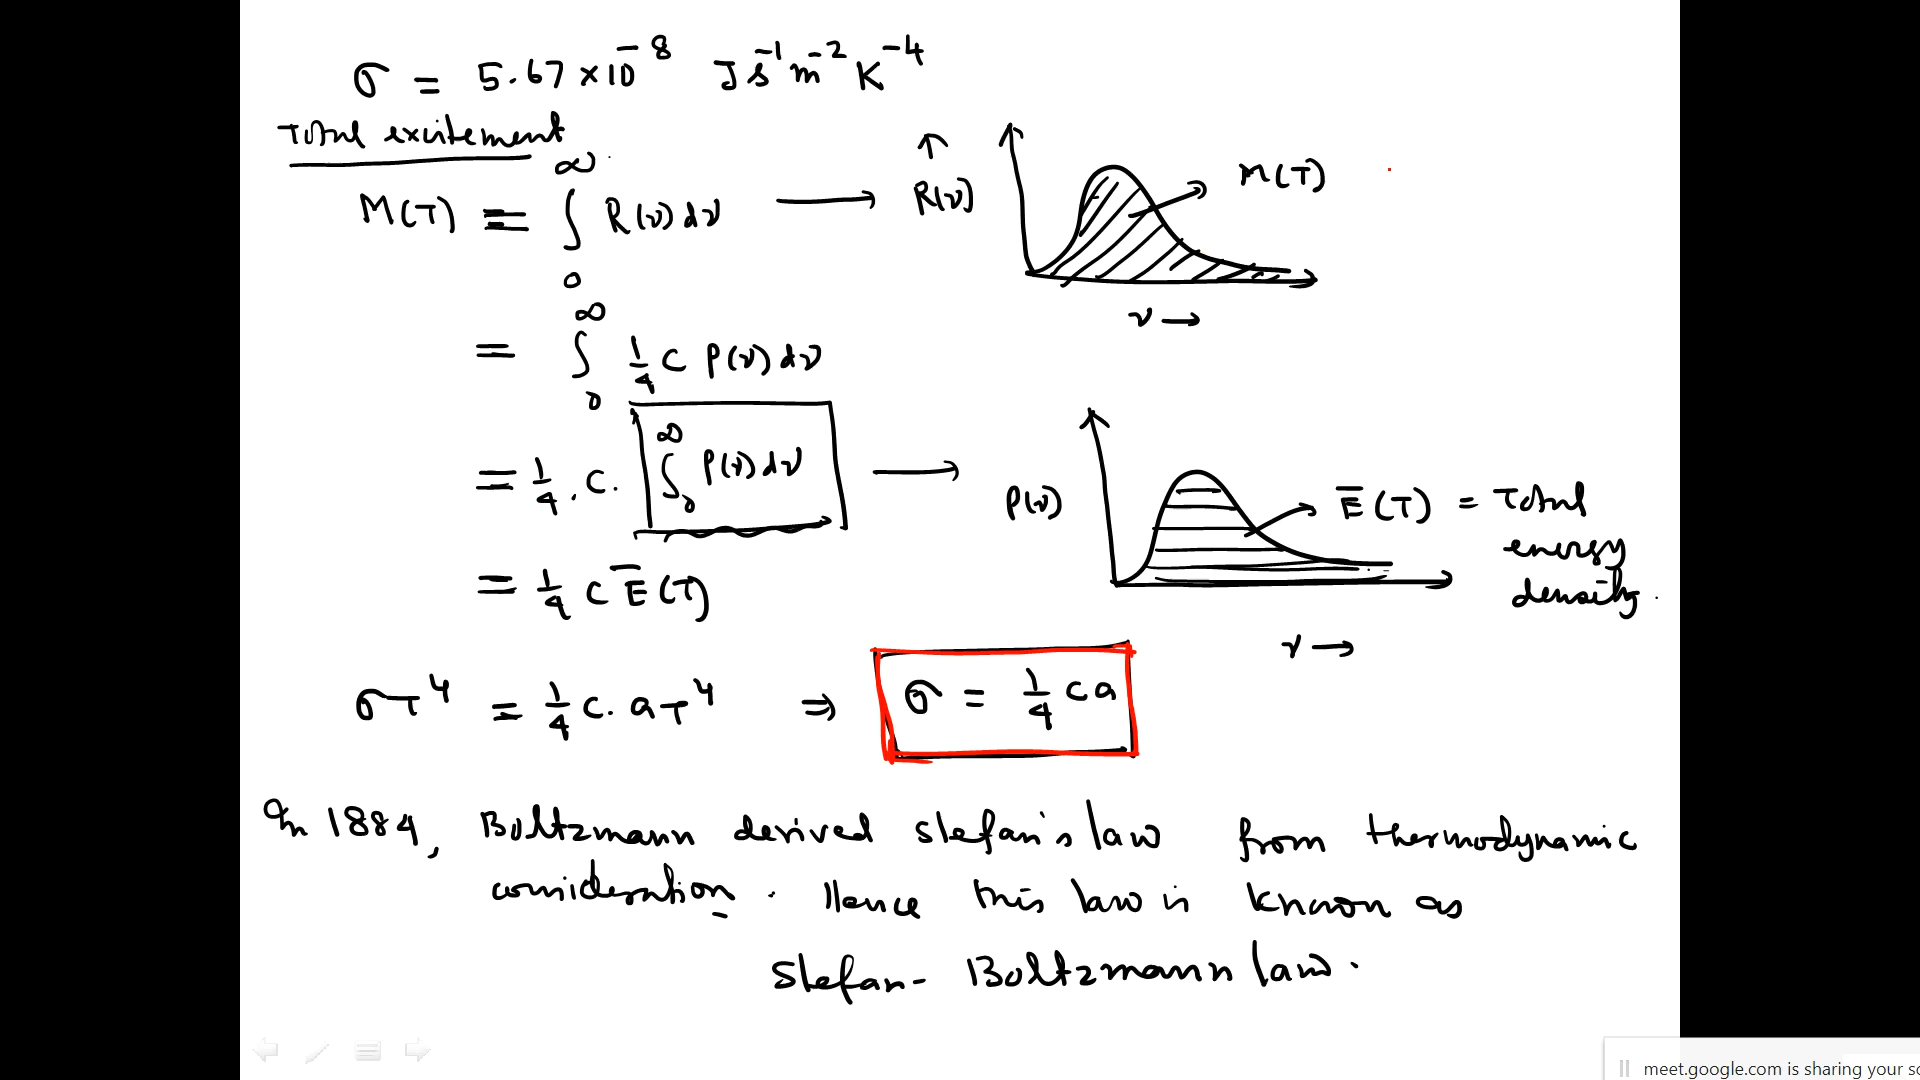 σ = 5.67 × 10⁻⁸ J s⁻¹ m⁻² K⁻⁴
Total excitement
M(T) ≡ ∫₀^∞ R(ν) dν → R(ν) ↑
M(T)
ν →
= ∫₀^∞ 1/4 c ρ(ν) dν
= 1/4 . c . ∫₀^∞ ρ(ν) dν →
ρ(ν)
E̅(T) = Total
energy
density.
ν →
= 1/4 c E̅(T)
σT⁴ = 1/4 c. aT⁴ ⇒ σ = 1/4 ca
In 1884, Boltzmann derived stefan's law from thermodynamic
consideration. Hence this law is known as
Stefan- Boltzmann law.
meet.google.com is sharing your sc